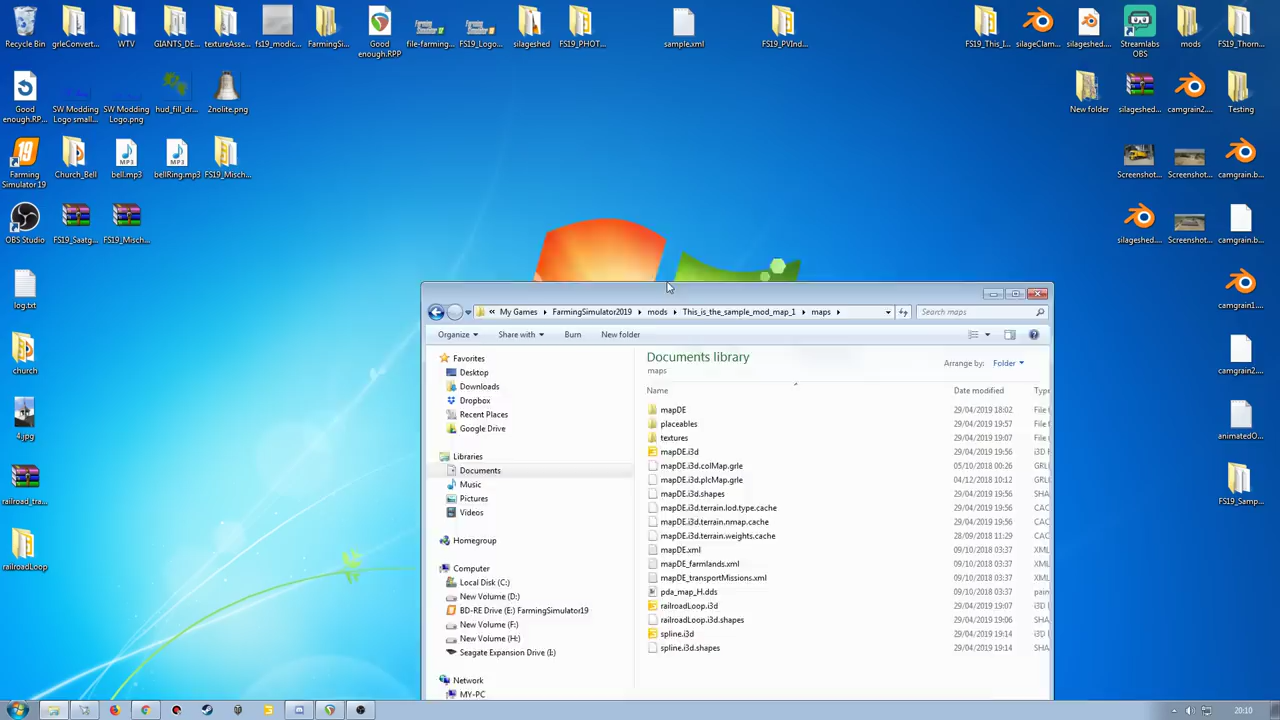 Recycle Bin
grleConvert...
WTV
GIANTS_DE...
textureAsse...
fs19_modic...
FarmingSi...
Good enough.RPP
file-farming...
FS19_Logo...
silageshed
FS19_PHOT...
sample.xml
FS19_PVInd...
FS19_This_I...
silageClam...
silageshed...
Streamlabs OBS
mods
FS19_Thorn...
Good enough.RP...
SW Modding Logo small...
SW Modding Logo.png
hud_fill_dr...
2nolite.png
New folder
silageshed...
camgrain2....
Testing
Farming Simulator 19
Church_Bell
bell.mp3
bellRing.mp3
FS19_Misch...
Screenshot...
Screenshot...
camgrain.b...
OBS Studio
FS19_Saatg...
FS19_Misch...
silageshed....
Screenshot...
camgrain.b...
log.txt
camgrain1....
church
camgrain2....
4.jpg
animatedO...
railroad-tra...
FS19_Samp...
railroadLoop
« My Games ▸ FarmingSimulator2019 ▸ mods ▸ This_is_the_sample_mod_map_1 ▸ maps ▸
Search maps
Organize
Share with
Burn
New folder
Favorites
Desktop
Downloads
Dropbox
Recent Places
Google Drive
Libraries
Documents
Music
Pictures
Videos
Homegroup
Computer
Local Disk (C:)
New Volume (D:)
BD-RE Drive (E:) FarmingSimulator19
New Volume (F:)
New Volume (H:)
Seagate Expansion Drive (I:)
Network
MY-PC
Documents library
maps
Arrange by: Folder
Name Date modified Type
mapDE 29/04/2019 18:02 File f
placeables 29/04/2019 19:07 File f
textures 29/04/2019 19:07 File f
mapDE.i3d 29/04/2019 19:56 i3D F
mapDE.i3d.colMap.grle 05/10/2018 00:26 GRL
mapDE.i3d.plcMap.grle 04/12/2018 10:12 GRL
mapDE.i3d.shapes 29/04/2019 19:56 SHA
mapDE.i3d.terrain.lod.type.cache 29/04/2019 19:56 CAC
mapDE.i3d.terrain.nmap.cache 29/04/2019 19:56 CAC
mapDE.i3d.terrain.weights.cache 28/09/2018 11:29 CAC
mapDE.xml 09/10/2018 03:37 XML
mapDE_farmlands.xml 09/10/2018 03:37 XML
mapDE_transportMissions.xml 09/10/2018 03:37 XML
pda_map_H.dds 09/10/2018 03:37 pain
railroadLoop.i3d 29/04/2019 19:07 i3D F
railroadLoop.i3d.shapes 29/04/2019 19:06 SHA
spline.i3d 29/04/2019 19:14 i3D F
spline.i3d.shapes 29/04/2019 19:14 SHA
20:10